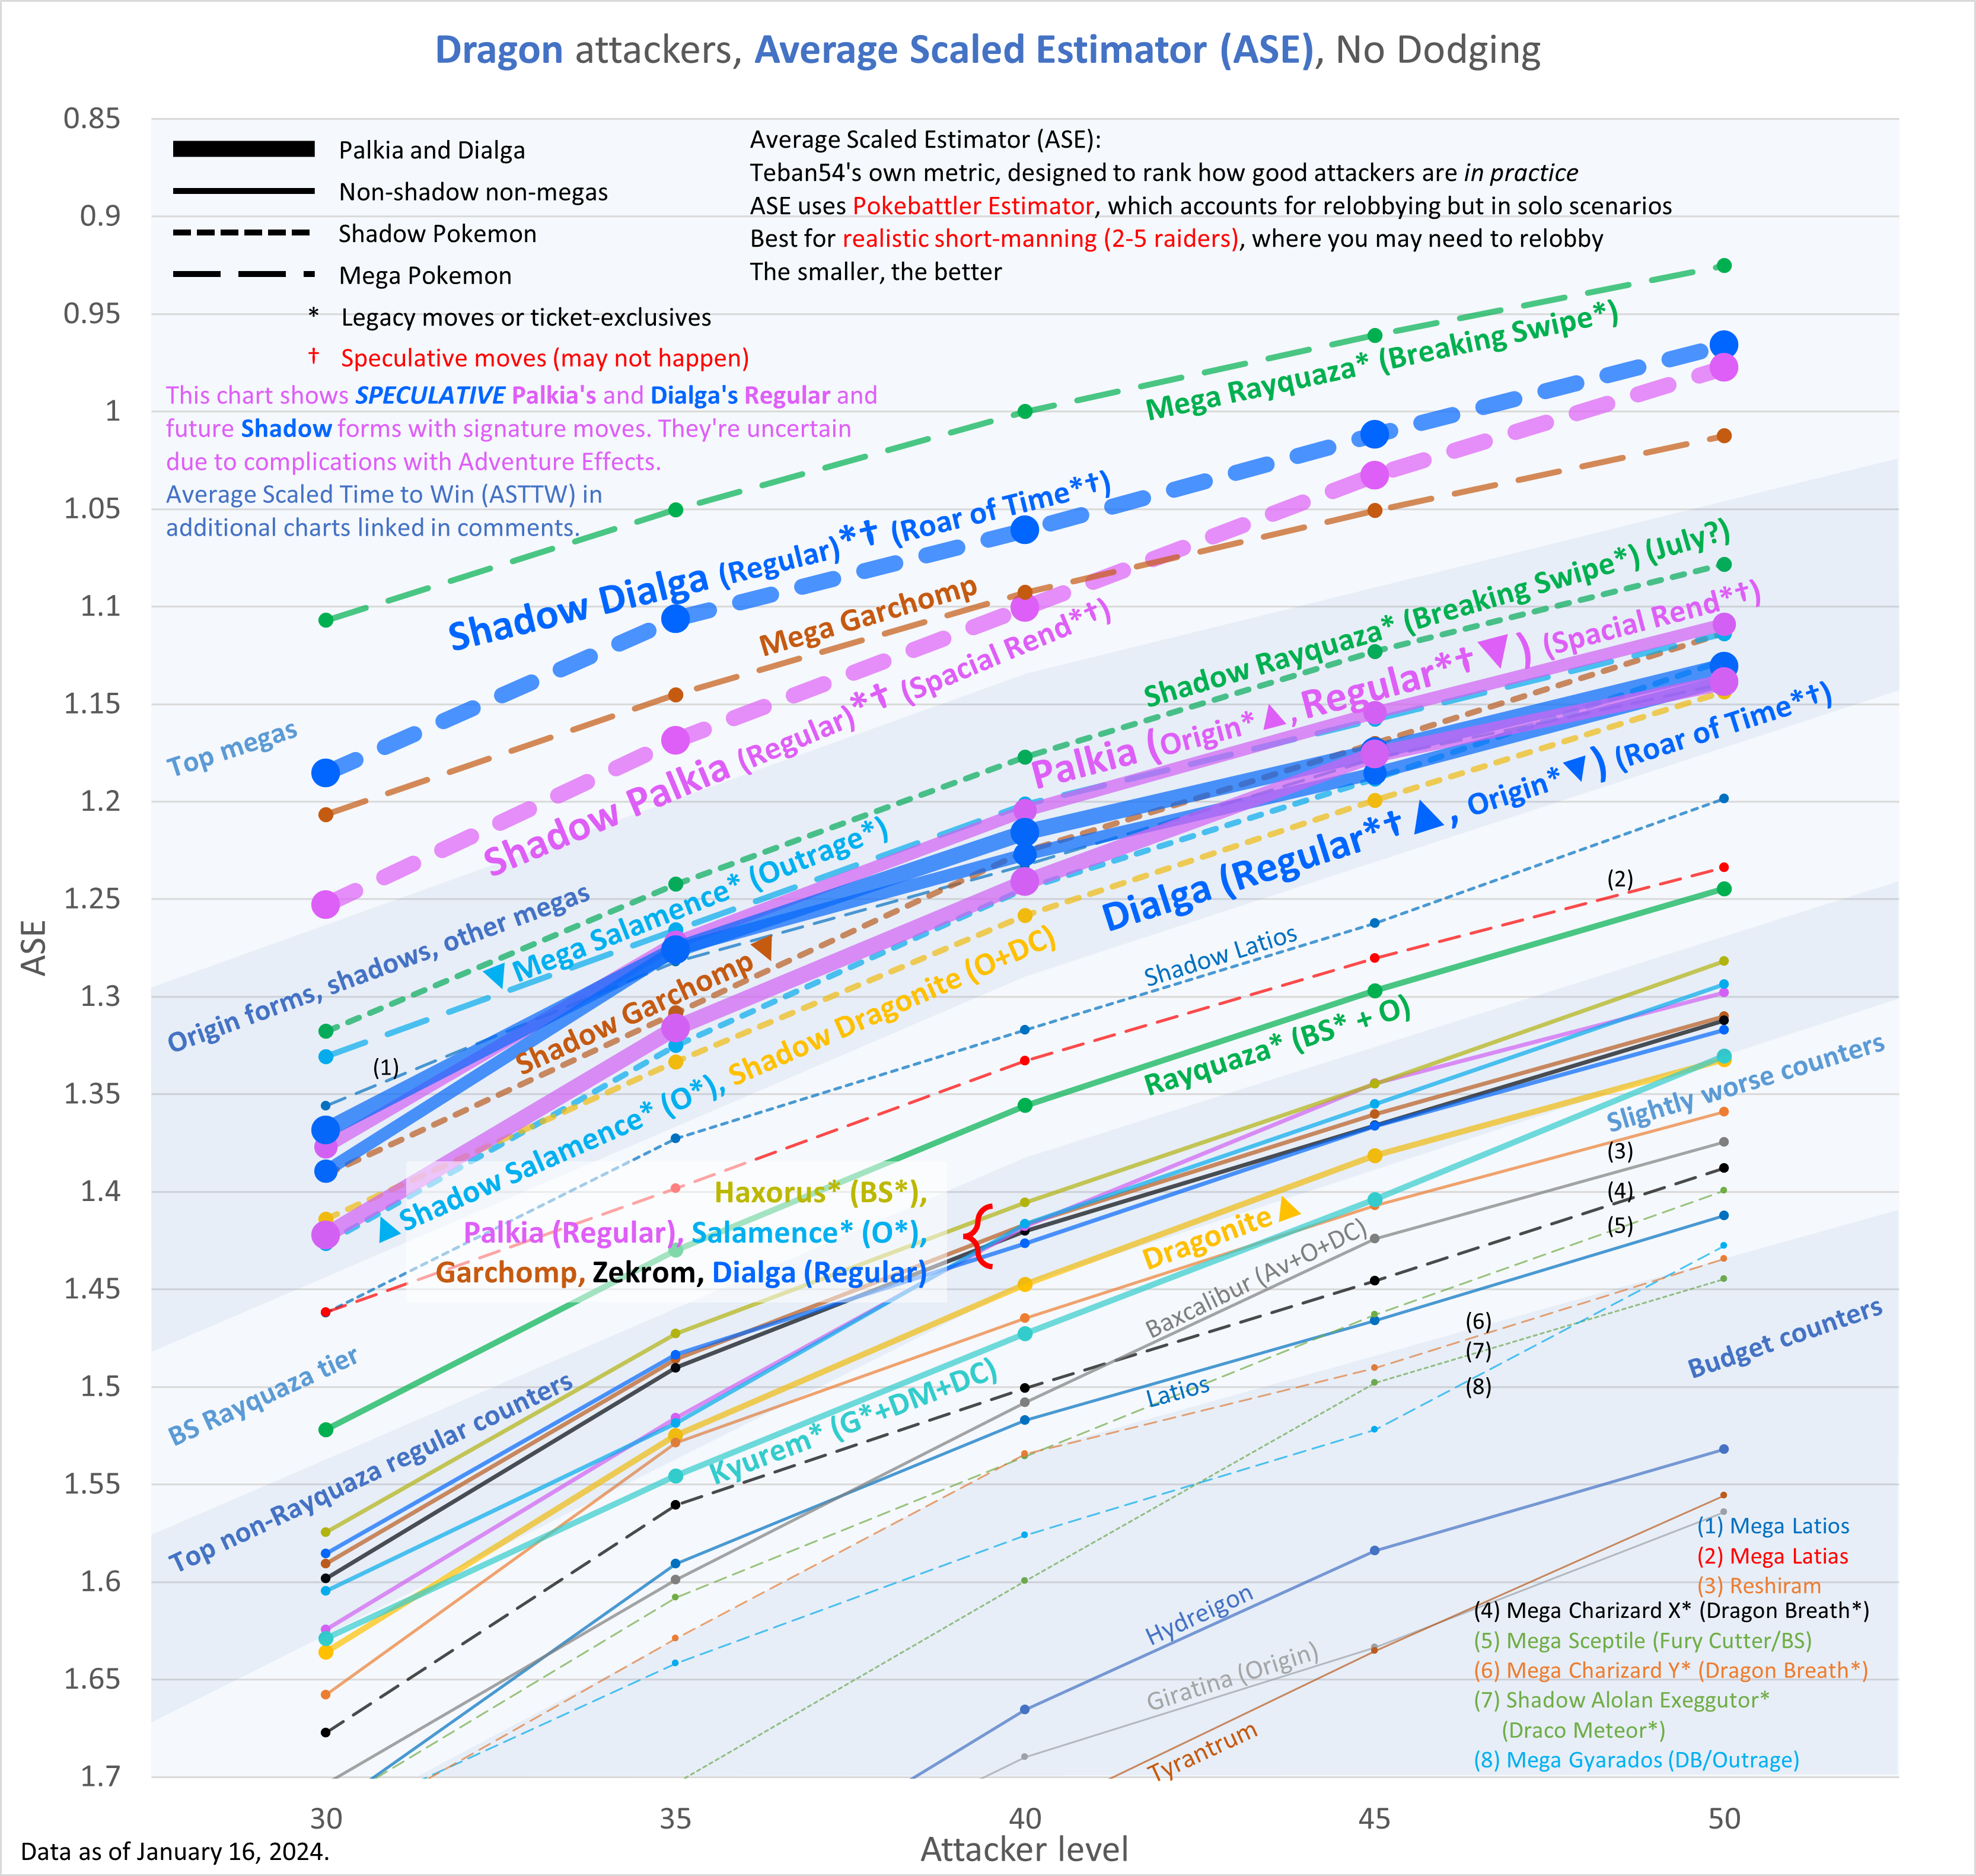 Dragon attackers, Average Scaled Estimator (ASE), No Dodging
0.85
0.9
0.95
1
1.05
1.1
1.15
1.2
1.25
1.3
1.35
1.4
1.45
1.5
1.55
1.6
1.65
1.7
ASE
Palkia and Dialga
Non-shadow non-megas
Shadow Pokemon
Mega Pokemon
* Legacy moves or ticket-exclusives
† Speculative moves (may not happen)
This chart shows SPECULATIVE Palkia's and Dialga's Regular and
future Shadow forms with signature moves. They're uncertain
due to complications with Adventure Effects.
Average Scaled Time to Win (ASTTW) in
additional charts linked in comments.
Average Scaled Estimator (ASE):
Teban54's own metric, designed to rank how good attackers are in practice
ASE uses Pokebattler Estimator, which accounts for relobbying but in solo scenarios
Best for realistic short-manning (2-5 raiders), where you may need to relobby
The smaller, the better
Mega Rayquaza* (Breaking Swipe*)
Shadow Dialga (Regular)*† (Roar of Time*†)
Mega Garchomp
Shadow Palkia (Regular)*† (Spacial Rend*†)
Shadow Rayquaza* (Breaking Swipe*) (July?)
Palkia (Origin*▲, Regular*†▼) (Spacial Rend*†)
Dialga (Regular*†▲, Origin*▼) (Roar of Time*†)
Top megas
Origin forms, shadows, other megas
▼ Mega Salamence* (Outrage*)
(1)
Shadow Garchomp ▲
▲ Shadow Salamence* (O*), Shadow Dragonite (O+DC)
Shadow Latios
(2)
Rayquaza* (BS* + O)
Haxorus* (BS*),
Palkia (Regular), Salamence* (O*),
Garchomp, Zekrom, Dialga (Regular)
{
BS Rayquaza tier
Top non-Rayquaza regular counters
Slightly worse counters
Dragonite ▲
Baxcalibur (Av+O+DC)
Kyurem* (G*+DM+DC)
Latios
(3)
(4)
(5)
(6)
(7)
(8)
Budget counters
Hydreigon
Giratina (Origin)
Tyrantrum
(1) Mega Latios
(2) Mega Latias
(3) Reshiram
(4) Mega Charizard X* (Dragon Breath*)
(5) Mega Sceptile (Fury Cutter/BS)
(6) Mega Charizard Y* (Dragon Breath*)
(7) Shadow Alolan Exeggutor*
(Draco Meteor*)
(8) Mega Gyarados (DB/Outrage)
30
35
40
45
50
Attacker level
Data as of January 16, 2024.